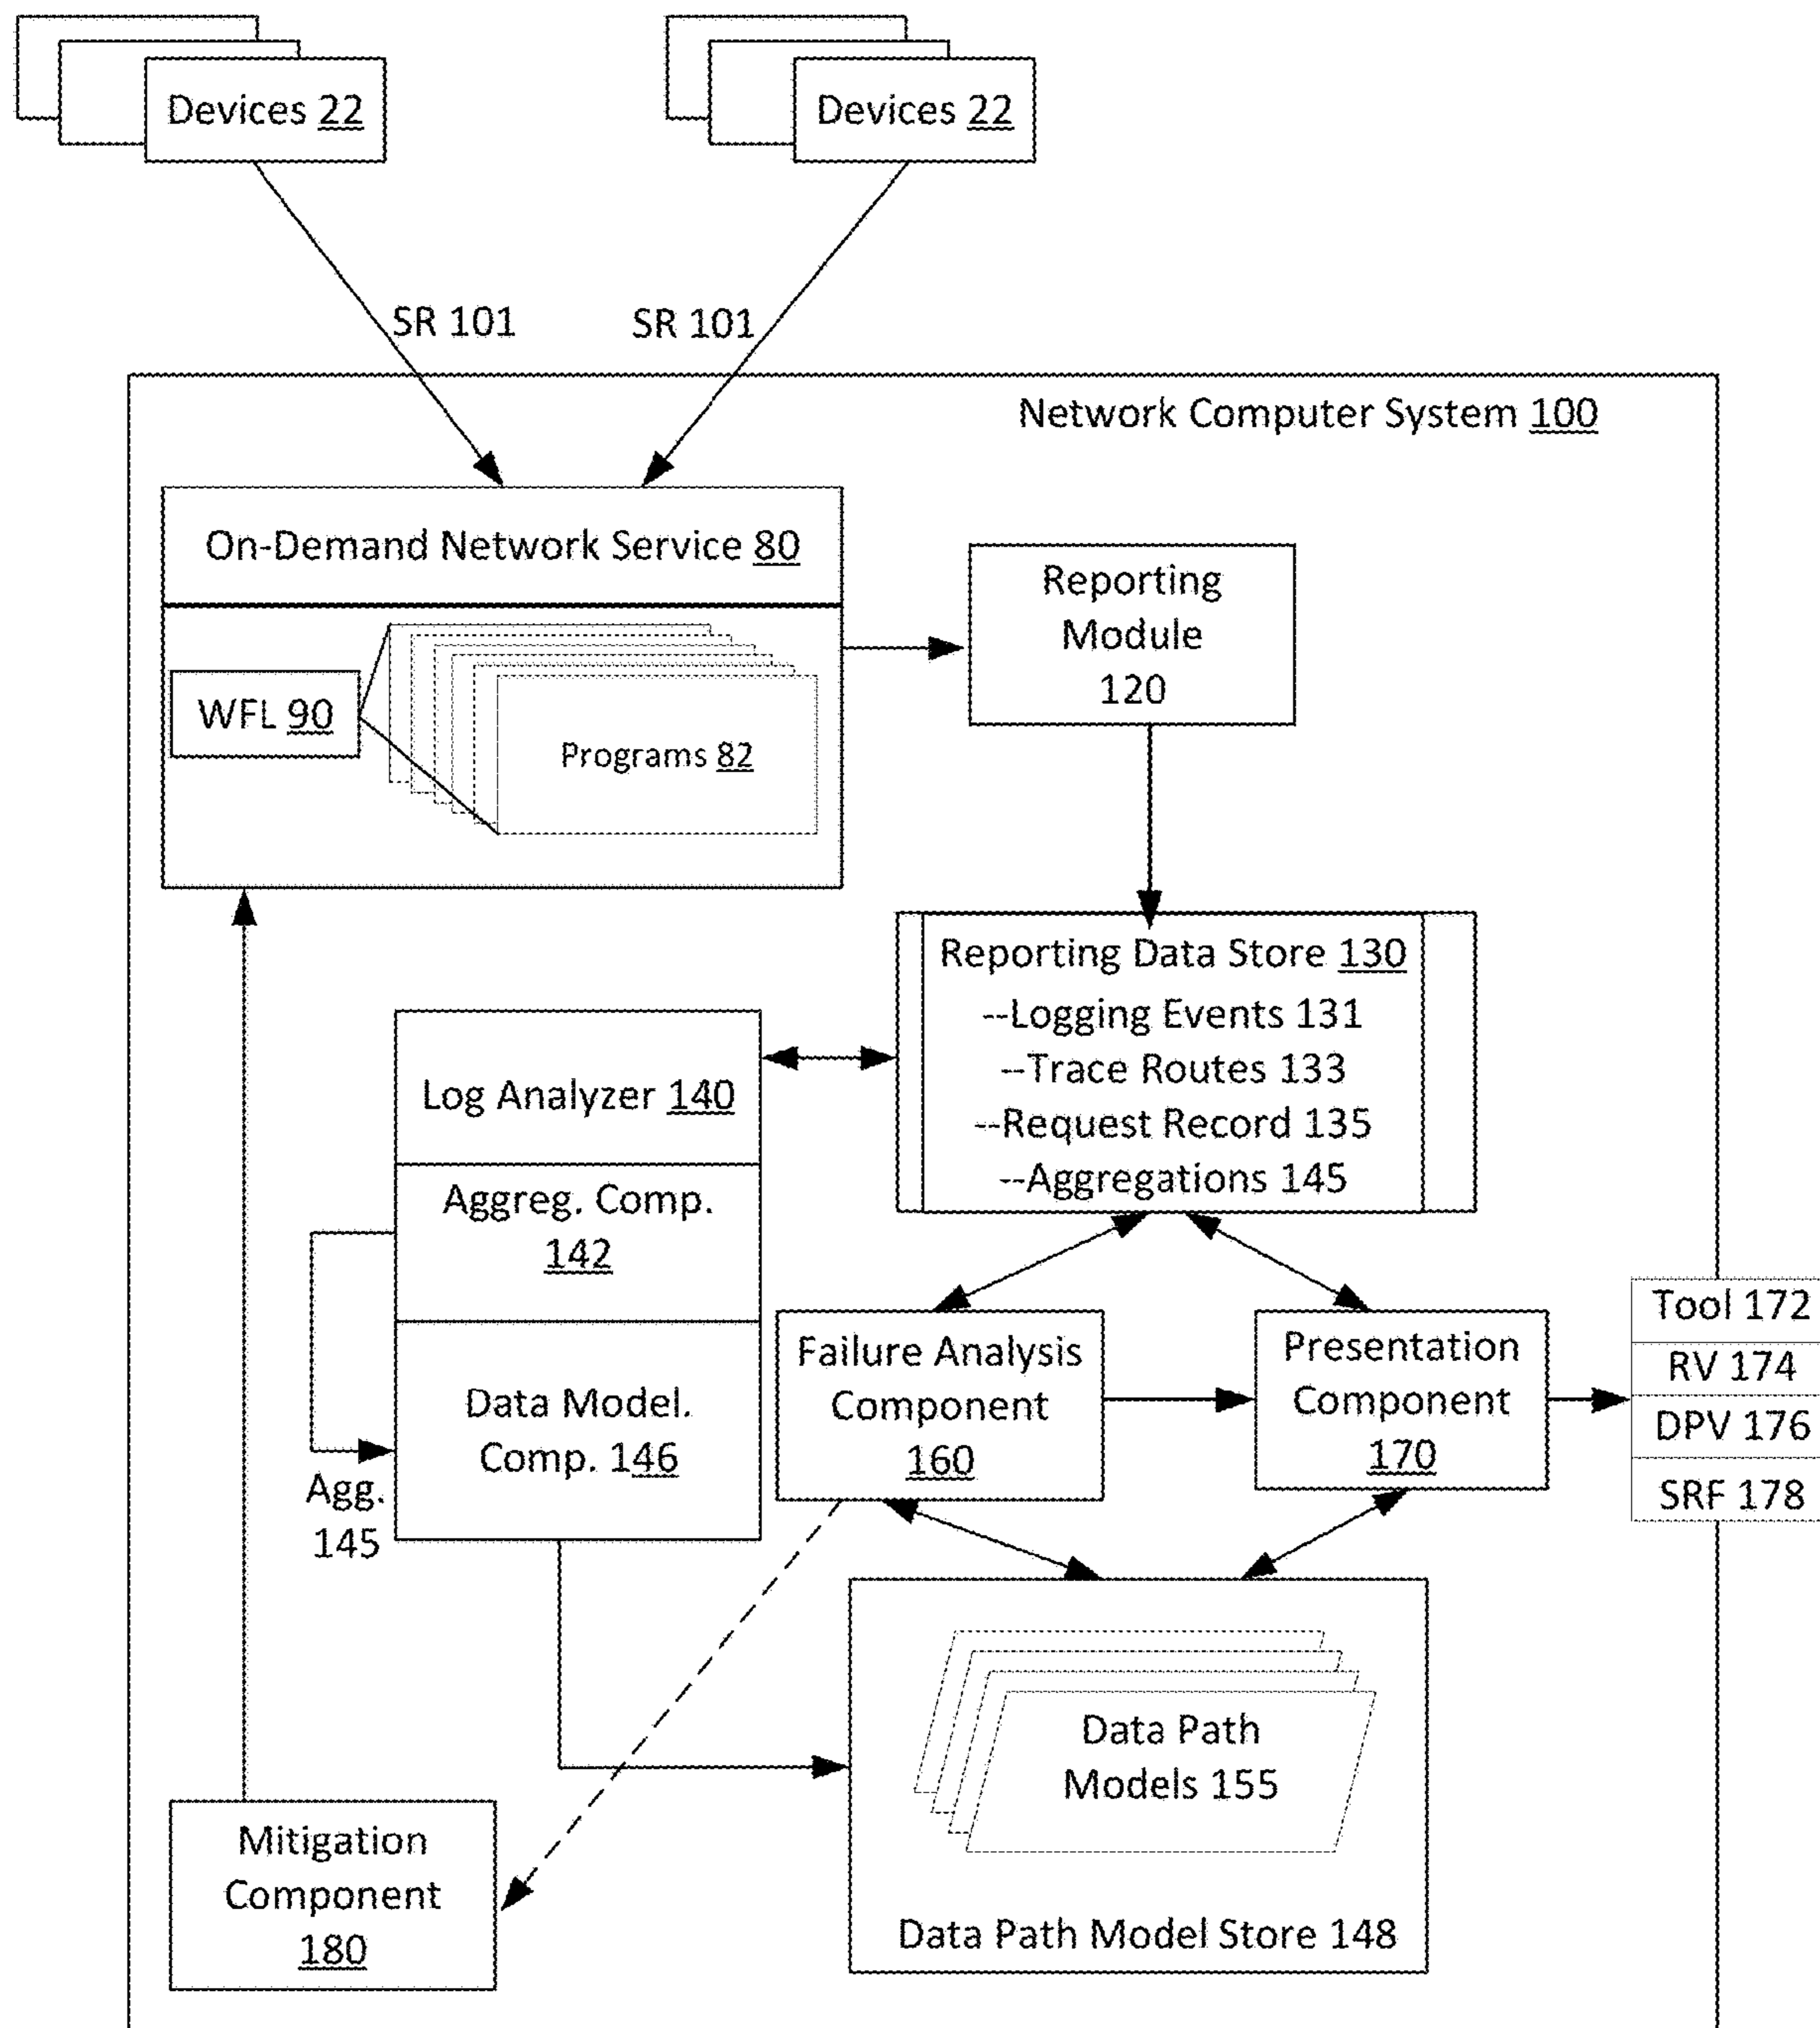 Devices 22
Devices 22
SR 101
SR 101
Network Computer System 100
On-Demand Network Service 80
WFL 90
Programs 82
Reporting
Module
120
Reporting Data Store 130
--Logging Events 131
--Trace Routes 133
--Request Record 135
--Aggregations 145
Log Analyzer 140
Aggreg. Comp.
142
Data Model.
Comp. 146
Agg.
145
Failure Analysis
Component
160
Presentation
Component
170
Tool 172
RV 174
DPV 176
SRF 178
Data Path
Models 155
Data Path Model Store 148
Mitigation
Component
180